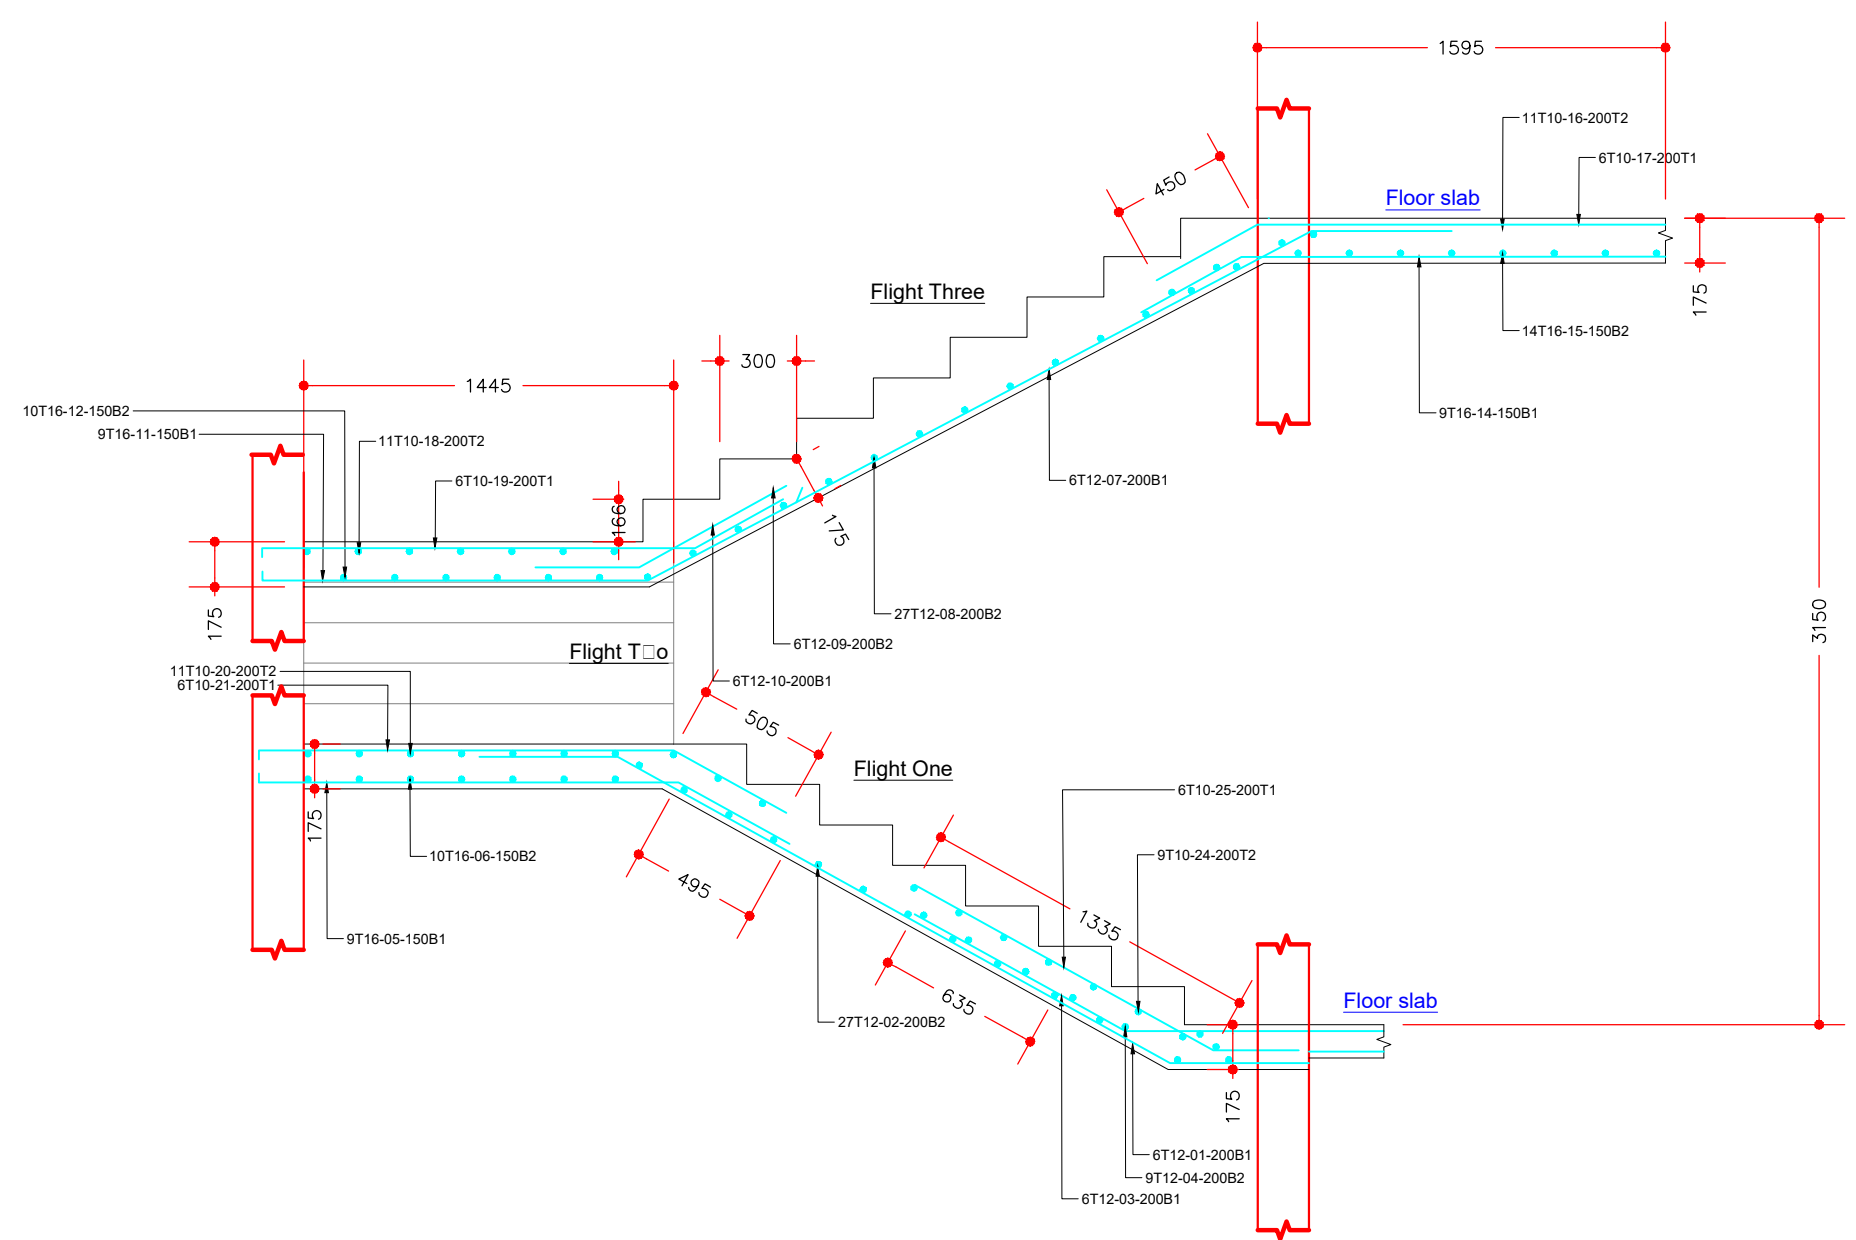 1595
11T10-16-200T2
6T10-17-200T1
450
Floor slab
175
Flight Three
14T16-15-150B2
300
1445
10T16-12-150B2
9T16-14-150B1
9T16-11-150B1
11T10-18-200T2
6T10-19-200T1
6T12-07-200B1
166
175
175
27T12-08-200B2
3150
6T12-09-200B2
Flight T□o
11T10-20-200T2
6T10-21-200T1
6T12-10-200B1
505
Flight One
6T10-25-200T1
175
10T16-06-150B2
9T10-24-200T2
495
1335
9T16-05-150B1
635
Floor slab
27T12-02-200B2
175
6T12-01-200B1
9T12-04-200B2
6T12-03-200B1